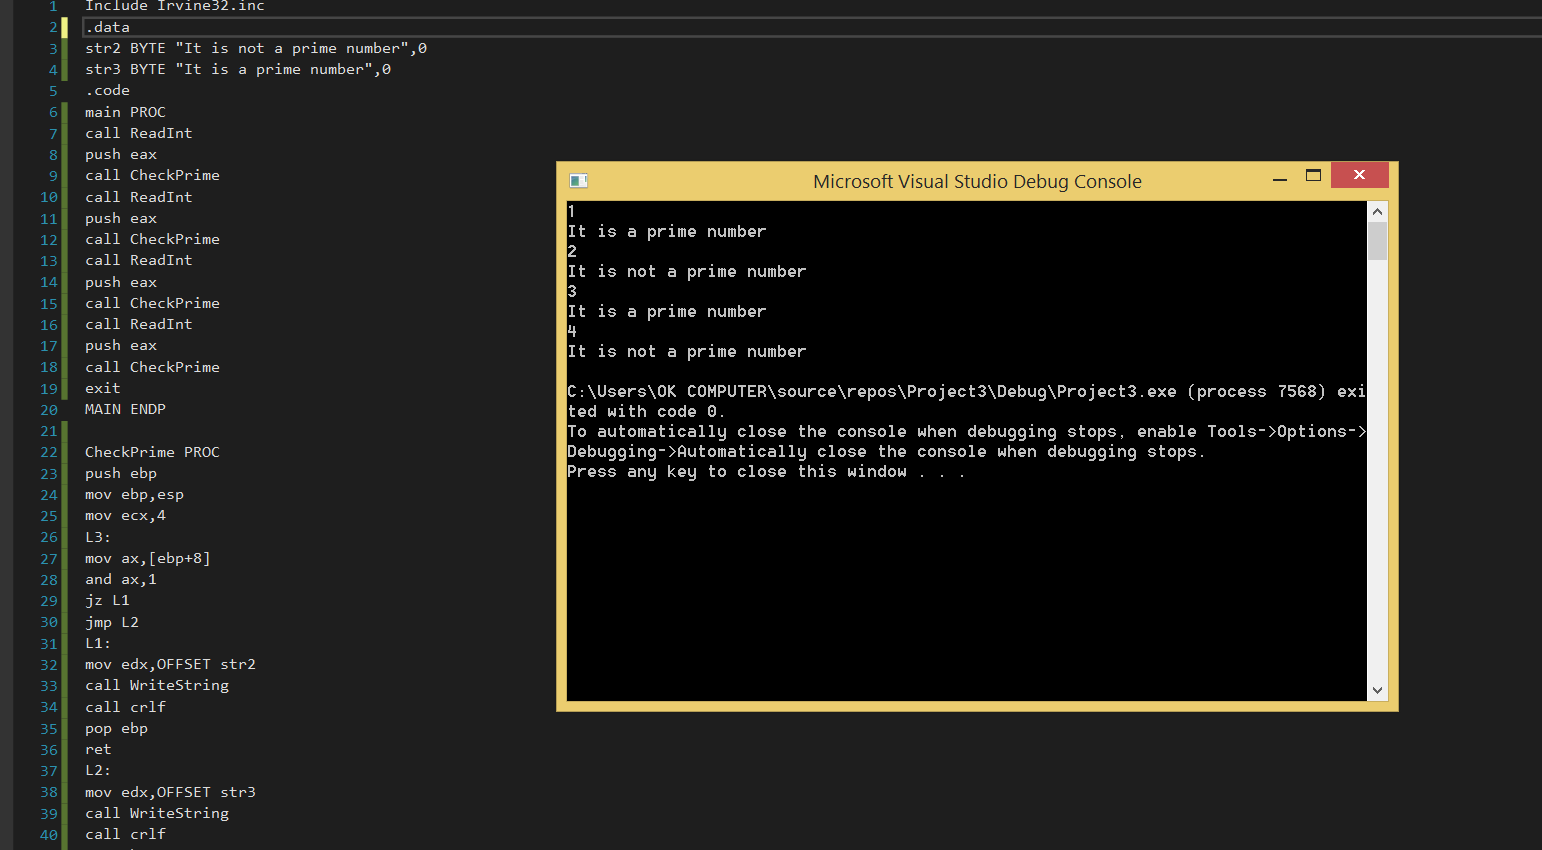 1 Include Irvine32.inc
2 .data
3 str2 BYTE "It is not a prime number",0
4 str3 BYTE "It is a prime number",0
5 .code
6 main PROC
7 call ReadInt
8 push eax
9 call CheckPrime
10 call ReadInt
11 push eax
12 call CheckPrime
13 call ReadInt
14 push eax
15 call CheckPrime
16 call ReadInt
17 push eax
18 call CheckPrime
19 exit
20 MAIN ENDP
21
22 CheckPrime PROC
23 push ebp
24 mov ebp,esp
25 mov ecx,4
26 L3:
27 mov ax,[ebp+8]
28 and ax,1
29 jz L1
30 jmp L2
31 L1:
32 mov edx,OFFSET str2
33 call WriteString
34 call crlf
35 pop ebp
36 ret
37 L2:
38 mov edx,OFFSET str3
39 call WriteString
40 call crlf
Microsoft Visual Studio Debug Console
1
It is a prime number
2
It is not a prime number
3
It is a prime number
4
It is not a prime number
C:\Users\OK COMPUTER\source\repos\Project3\Debug\Project3.exe (process 7568) exi
ted with code 0.
To automatically close the console when debugging stops, enable Tools->Options->
Debugging->Automatically close the console when debugging stops.
Press any key to close this window . . .